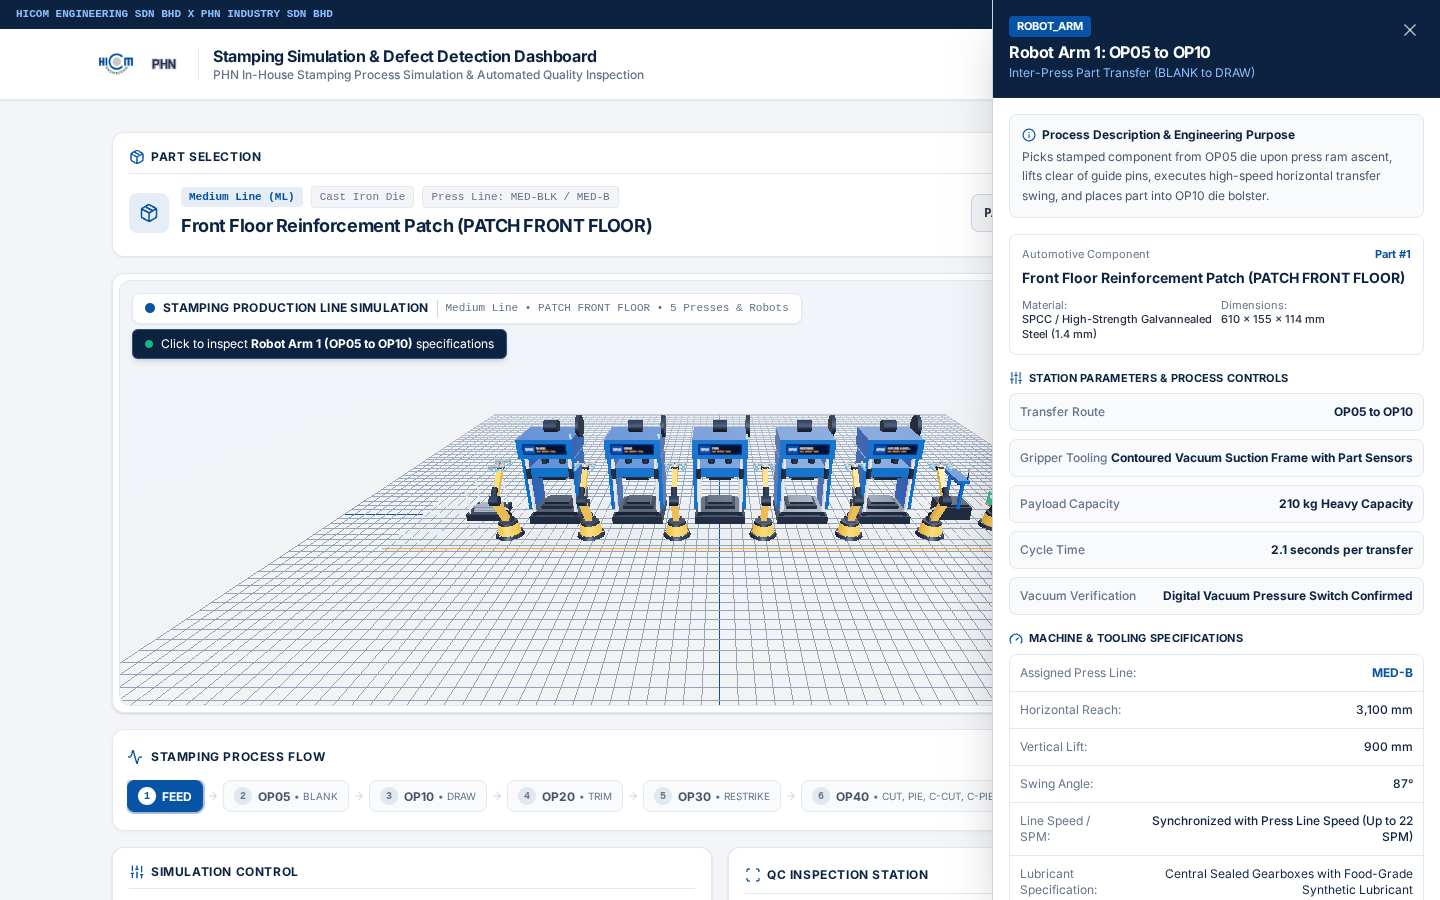 HICOM ENGINEERING SDN BHD X PHN INDUSTRY SDN BHD
HICOM
PHN
Stamping Simulation & Defect Detection Dashboard
PHN In-House Stamping Process Simulation & Automated Quality Inspection
PART SELECTION
Medium Line (ML)
Cast Iron Die
Press Line: MED-BLK / MED-B
Front Floor Reinforcement Patch (PATCH FRONT FLOOR)
STAMPING PRODUCTION LINE SIMULATION
Medium Line • PATCH FRONT FLOOR • 5 Presses & Robots
Click to inspect Robot Arm 1 (OP05 to OP10) specifications
STAMPING PROCESS FLOW
1 FEED
2 OP05 • BLANK
3 OP10 • DRAW
4 OP20 • TRIM
5 OP30 • RESTRIKE
6 OP40 • CUT, PIE, C-CUT, C-PIE
SIMULATION CONTROL
QC INSPECTION STATION
ROBOT_ARM
Robot Arm 1: OP05 to OP10
Inter-Press Part Transfer (BLANK to DRAW)
Process Description & Engineering Purpose
Picks stamped component from OP05 die upon press ram ascent,
lifts clear of guide pins, executes high-speed horizontal transfer
swing, and places part into OP10 die bolster.
Automotive Component
Part #1
Front Floor Reinforcement Patch (PATCH FRONT FLOOR)
Material:
SPCC / High-Strength Galvannealed
Steel (1.4 mm)
Dimensions:
610 × 155 × 114 mm
STATION PARAMETERS & PROCESS CONTROLS
Transfer Route
OP05 to OP10
Gripper Tooling
Contoured Vacuum Suction Frame with Part Sensors
Payload Capacity
210 kg Heavy Capacity
Cycle Time
2.1 seconds per transfer
Vacuum Verification
Digital Vacuum Pressure Switch Confirmed
MACHINE & TOOLING SPECIFICATIONS
Assigned Press Line:
MED-B
Horizontal Reach:
3,100 mm
Vertical Lift:
900 mm
Swing Angle:
87°
Line Speed /
SPM:
Synchronized with Press Line Speed (Up to 22
SPM)
Lubricant
Specification:
Central Sealed Gearboxes with Food-Grade
Synthetic Lubricant